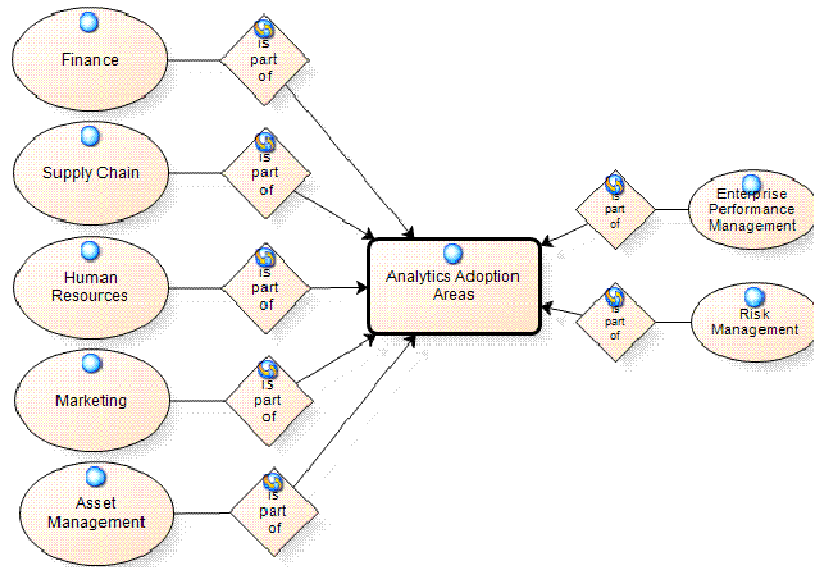 Finance
is
part
of
Supply Chain
is
part
of
Human
Resources
is
part
of
Marketing
is
part
of
Asset
Management
is
part
of
Analytics Adoption
Areas
is
part
of
Enterprise
Performance
Management
is
part
of
Risk
Management